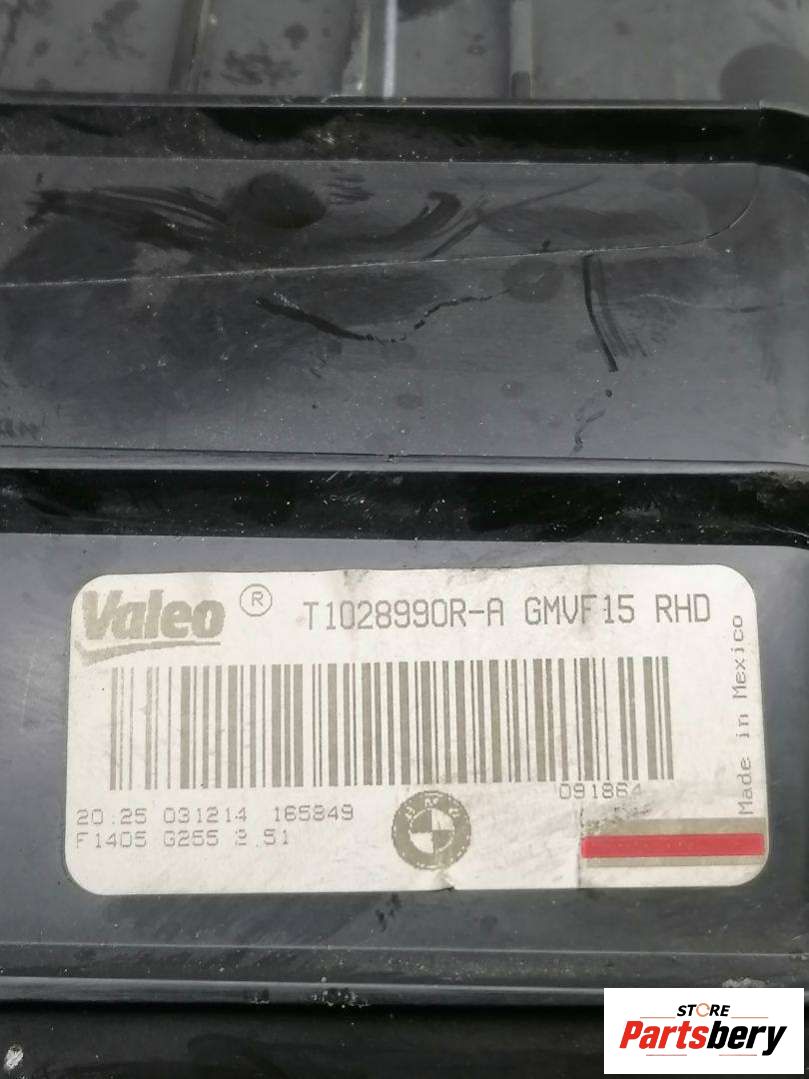 Valeo ® T1028990R-A GMVF15 RHD
Made in Mexico
091864
20:25 031214 165849
F1405 G255 2.51
STORE
Partsbery